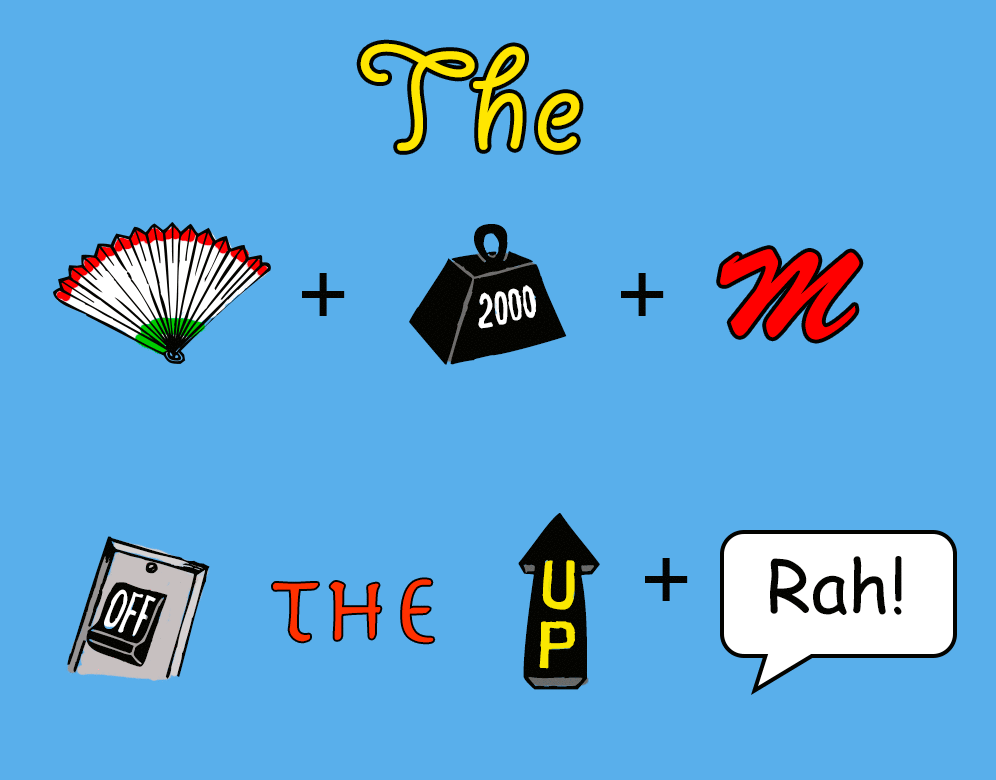 The
+ 2000 + m
OFF THE UP + Rah!